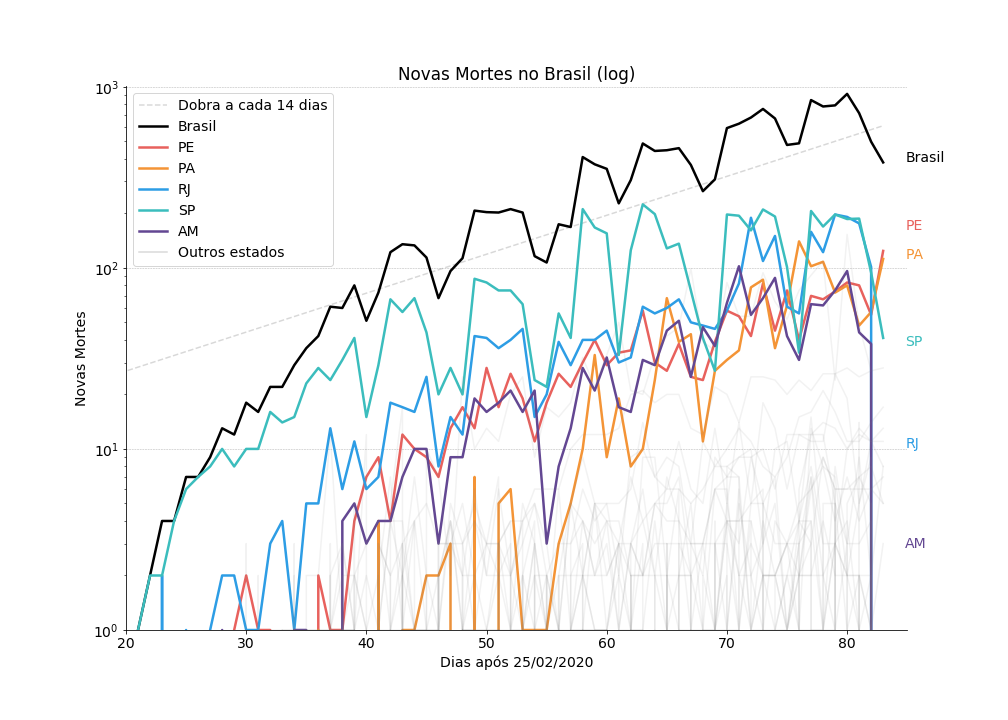 Novas Mortes no Brasil (log)
10³
10²
10¹
10⁰
Novas Mortes
Dobra a cada 14 dias
Brasil
PE
PA
RJ
SP
AM
Outros estados
Brasil
PE
PA
SP
RJ
AM
20 30 40 50 60 70 80
Dias após 25/02/2020